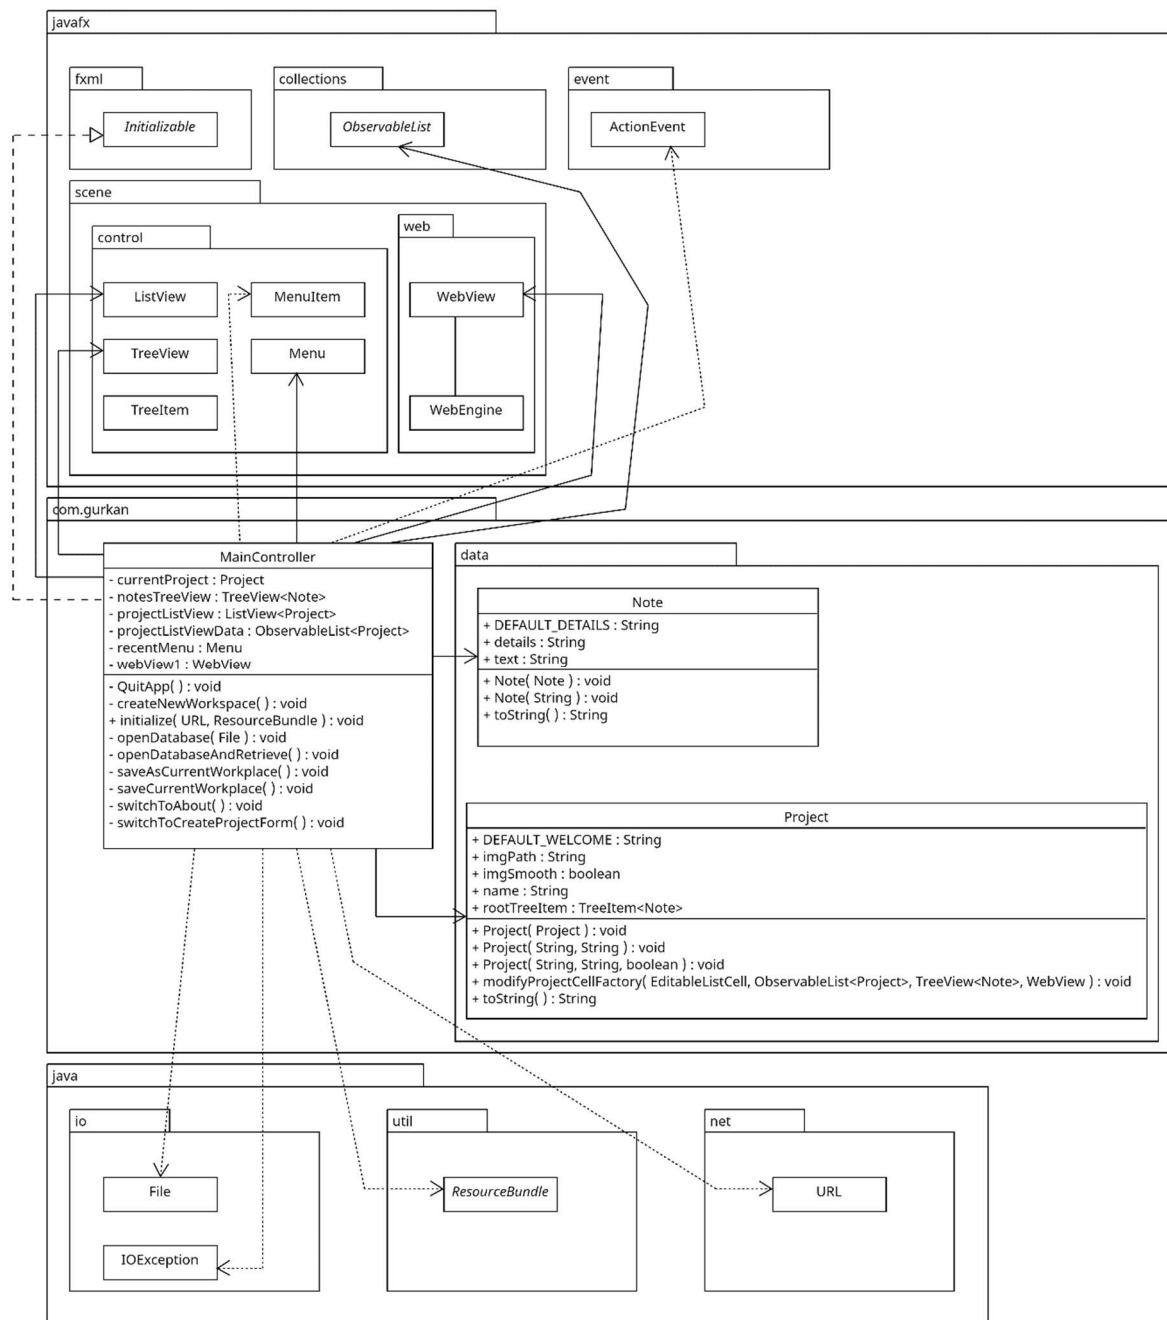 javafx
fxml
collections
event
Initializable
ObservableList
ActionEvent
scene
control
web
ListView
MenuItem
WebView
TreeView
Menu
TreeItem
WebEngine
com.gurkan
MainController
- currentProject : Project
- notesTreeView : TreeView<Note>
- projectListView : ListView<Project>
- projectListViewData : ObservableList<Project>
- recentMenu : Menu
- webView1 : WebView
- QuitApp( ) : void
- createNewWorkspace( ) : void
+ initialize( URL, ResourceBundle ) : void
- openDatabase( File ) : void
- openDatabaseAndRetrieve( ) : void
- saveAsCurrentWorkplace( ) : void
- saveCurrentWorkplace( ) : void
- switchToAbout( ) : void
- switchToCreateProjectForm( ) : void
data
Note
+ DEFAULT_DETAILS : String
+ details : String
+ text : String
+ Note( Note ) : void
+ Note( String ) : void
+ toString( ) : String
Project
+ DEFAULT_WELCOME : String
+ imgPath : String
+ imgSmooth : boolean
+ name : String
+ rootTreeItem : TreeItem<Note>
+ Project( Project ) : void
+ Project( String, String ) : void
+ Project( String, String, boolean ) : void
+ modifyProjectCellFactory( EditableListCell, ObservableList<Project>, TreeView<Note>, WebView ) : void
+ toString( ) : String
java
io
util
net
File
ResourceBundle
URL
IOException